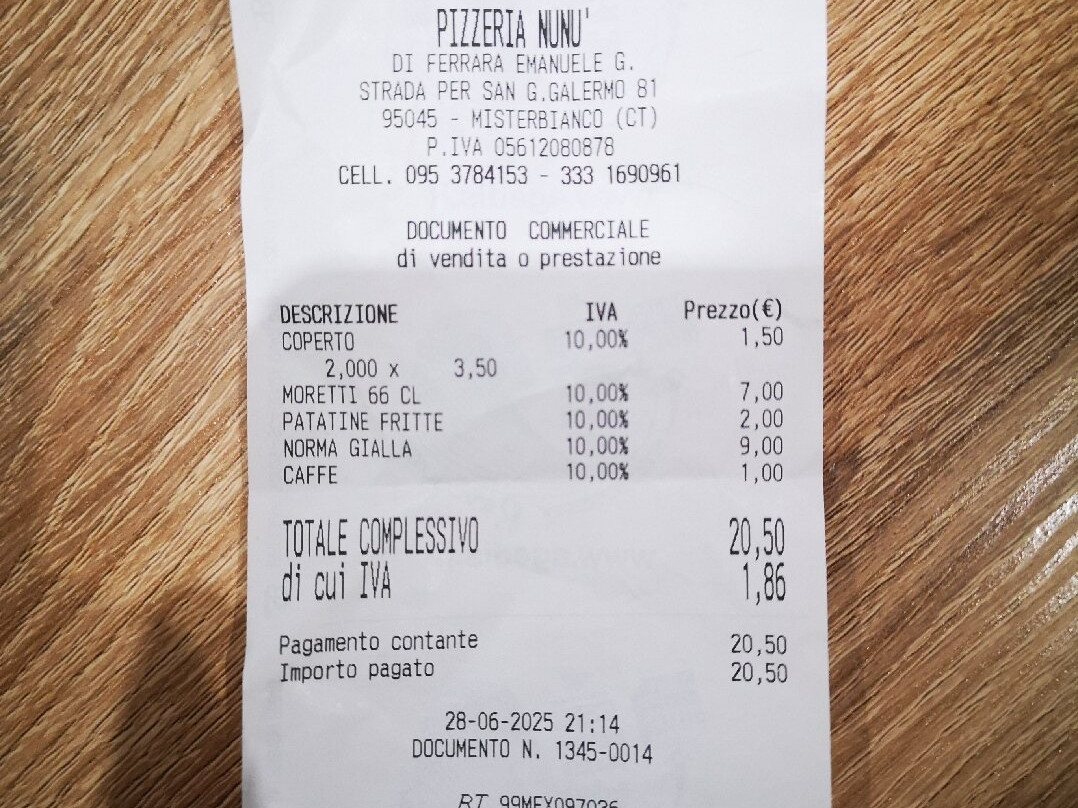 PIZZERIA NUNU'
DI FERRARA EMANUELE G.
STRADA PER SAN G.GALERMO 81
95045 - MISTERBIANCO (CT)
P.IVA 05612080878
CELL. 095 3784153 - 333 1690961
DOCUMENTO COMMERCIALE
di vendita o prestazione
DESCRIZIONE IVA Prezzo(€)
COPERTO 10,00% 1,50
2,000 x 3,50
MORETTI 66 CL 10,00% 7,00
PATATINE FRITTE 10,00% 2,00
NORMA GIALLA 10,00% 9,00
CAFFE 10,00% 1,00
TOTALE COMPLESSIVO 20,50
di cui IVA 1,86
Pagamento contante 20,50
Importo pagato 20,50
28-06-2025 21:14
DOCUMENTO N. 1345-0014
RT